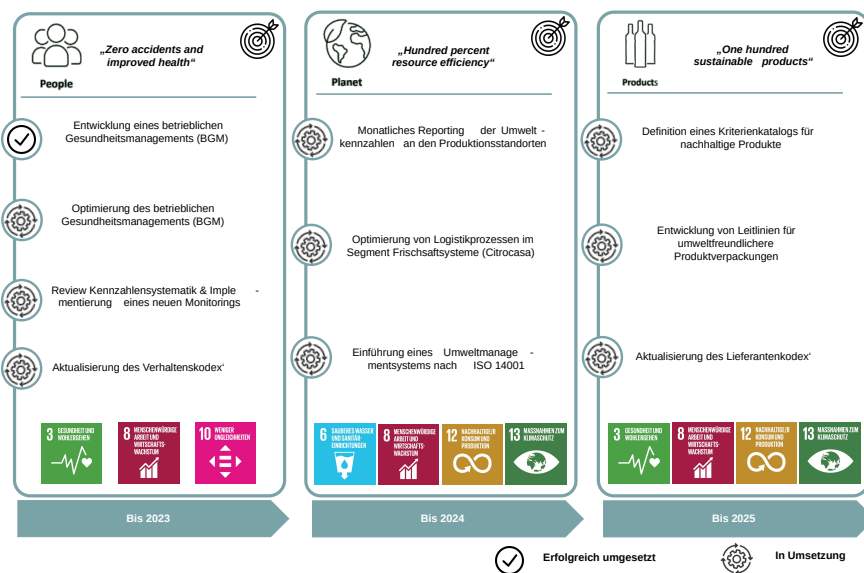 „Zero accidents and
improved health“
People
Entwicklung eines betrieblichen
Gesundheitsmanagements (BGM)
Optimierung des betrieblichen
Gesundheitsmanagements (BGM)
Review Kennzahlensystematik & Imple -
mentierung eines neuen Monitorings
Aktualisierung des Verhaltenskodex‘
3 GESUNDHEIT UND
WOHLERGEHEN
8 MENSCHENWÜRDIGE
ARBEIT UND
WIRTSCHAFTS-
WACHSTUM
10 WENIGER
UNGLEICHHEITEN
Bis 2023
„Hundred percent
resource efficiency“
Planet
Monatliches Reporting der Umwelt -
kennzahlen an den Produktionsstandorten
Optimierung von Logistikprozessen im
Segment Frischsaftsysteme (Citrocasa)
Einführung eines Umweltmanage -
mentsystems nach ISO 14001
6 SAUBERES WASSER
UND SANITÄR-
EINRICHTUNGEN
8 MENSCHENWÜRDIGE
ARBEIT UND
WIRTSCHAFTS-
WACHSTUM
12 NACHHALTIGE/R
KONSUM UND
PRODUKTION
13 MASSNAHMEN ZUM
KLIMASCHUTZ
Bis 2024
„One hundred
sustainable products“
Products
Definition eines Kriterienkatalogs für
nachhaltige Produkte
Entwicklung von Leitlinien für
umweltfreundlichere
Produktverpackungen
Aktualisierung des Lieferantenkodex‘
3 GESUNDHEIT UND
WOHLERGEHEN
8 MENSCHENWÜRDIGE
ARBEIT UND
WIRTSCHAFTS-
WACHSTUM
12 NACHHALTIGE/R
KONSUM UND
PRODUKTION
13 MASSNAHMEN ZUM
KLIMASCHUTZ
Bis 2025
Erfolgreich umgesetzt
In Umsetzung